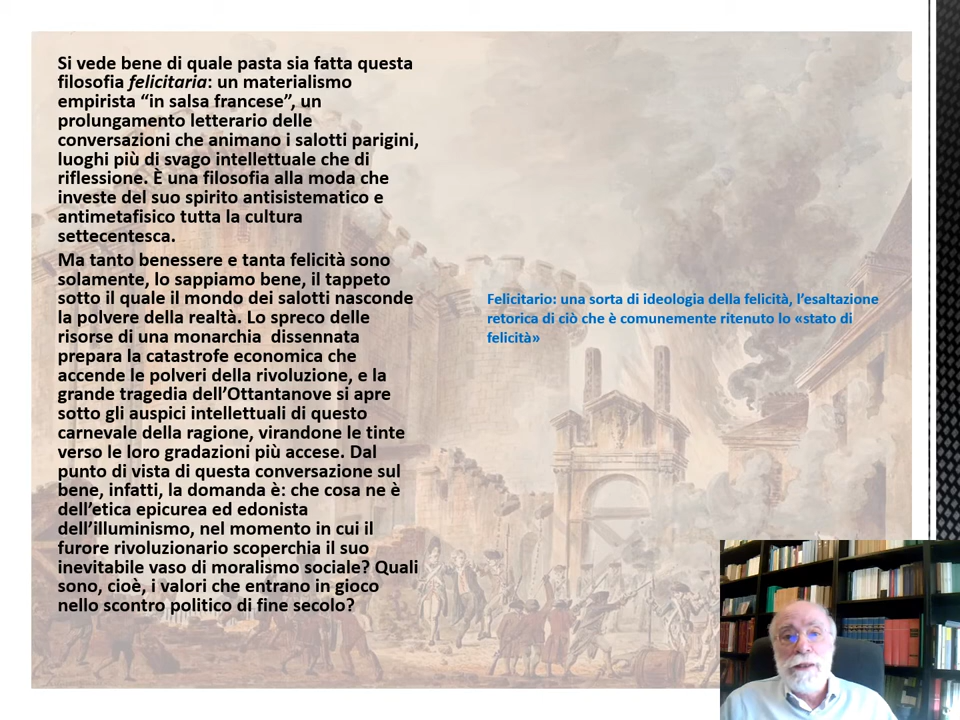 Si vede bene di quale pasta sia fatta questa
filosofia felicitaria: un materialismo
empirista “in salsa francese”, un
prolungamento letterario delle
conversazioni che animano i salotti parigini,
luoghi più di svago intellettuale che di
riflessione. È una filosofia alla moda che
investe del suo spirito antisistematico e
antimetafisico tutta la cultura
settecentesca.
Ma tanto benessere e tanta felicità sono
solamente, lo sappiamo bene, il tappeto
sotto il quale il mondo dei salotti nasconde
la polvere della realtà. Lo spreco delle
risorse di una monarchia dissennata
prepara la catastrofe economica che
accende le polveri della rivoluzione, e la
grande tragedia dell’Ottantanove si apre
sotto gli auspici intellettuali di questo
carnevale della ragione, virandone le tinte
verso le loro gradazioni più accese. Dal
punto di vista di questa conversazione sul
bene, infatti, la domanda è: che cosa ne è
dell’etica epicurea ed edonista
dell’illuminismo, nel momento in cui il
furore rivoluzionario scoperchia il suo
inevitabile vaso di moralismo sociale? Quali
sono, cioè, i valori che entrano in gioco
nello scontro politico di fine secolo?
Felicitario: una sorta di ideologia della felicità, l’esaltazione
retorica di ciò che è comunemente ritenuto lo «stato di
felicità»